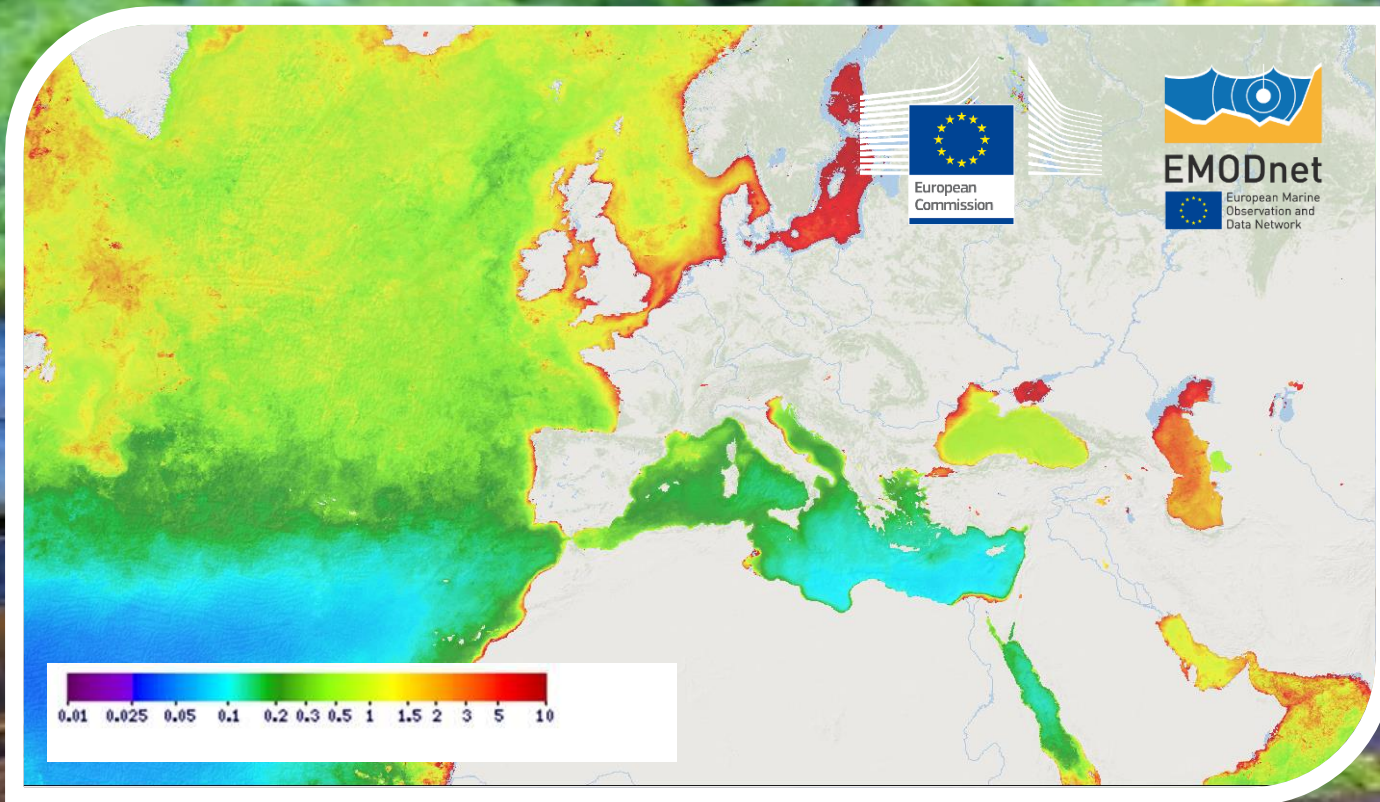 European
Commission
EMODnet
European Marine
Observation and
Data Network
0.01 0.025 0.05 0.1 0.2 0.3 0.5 1 1.5 2 3 5 10